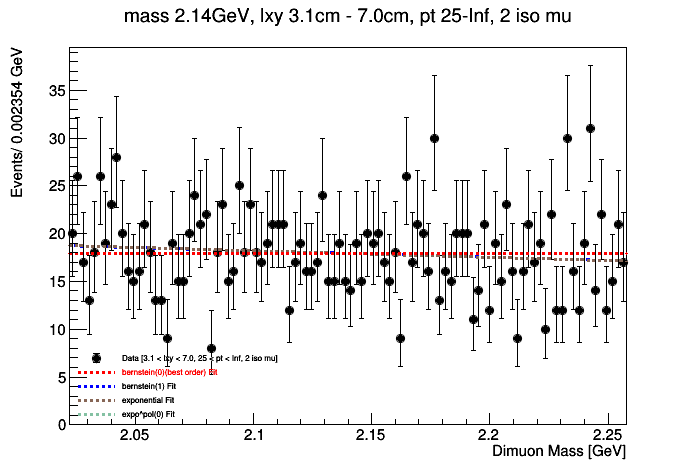 mass 2.14GeV, lxy 3.1cm - 7.0cm, pt 25-Inf, 2 iso mu
Events/ 0.002354 GeV
35
30
25
20
15
10
5
0
Data [3.1 < lxy < 7.0, 25 < pt < Inf, 2 iso mu]
bernstein(0)(best order) Fit
bernstein(1) Fit
exponential Fit
expo*pol(0) Fit
2.05 2.1 2.15 2.2 2.25
Dimuon Mass [GeV]